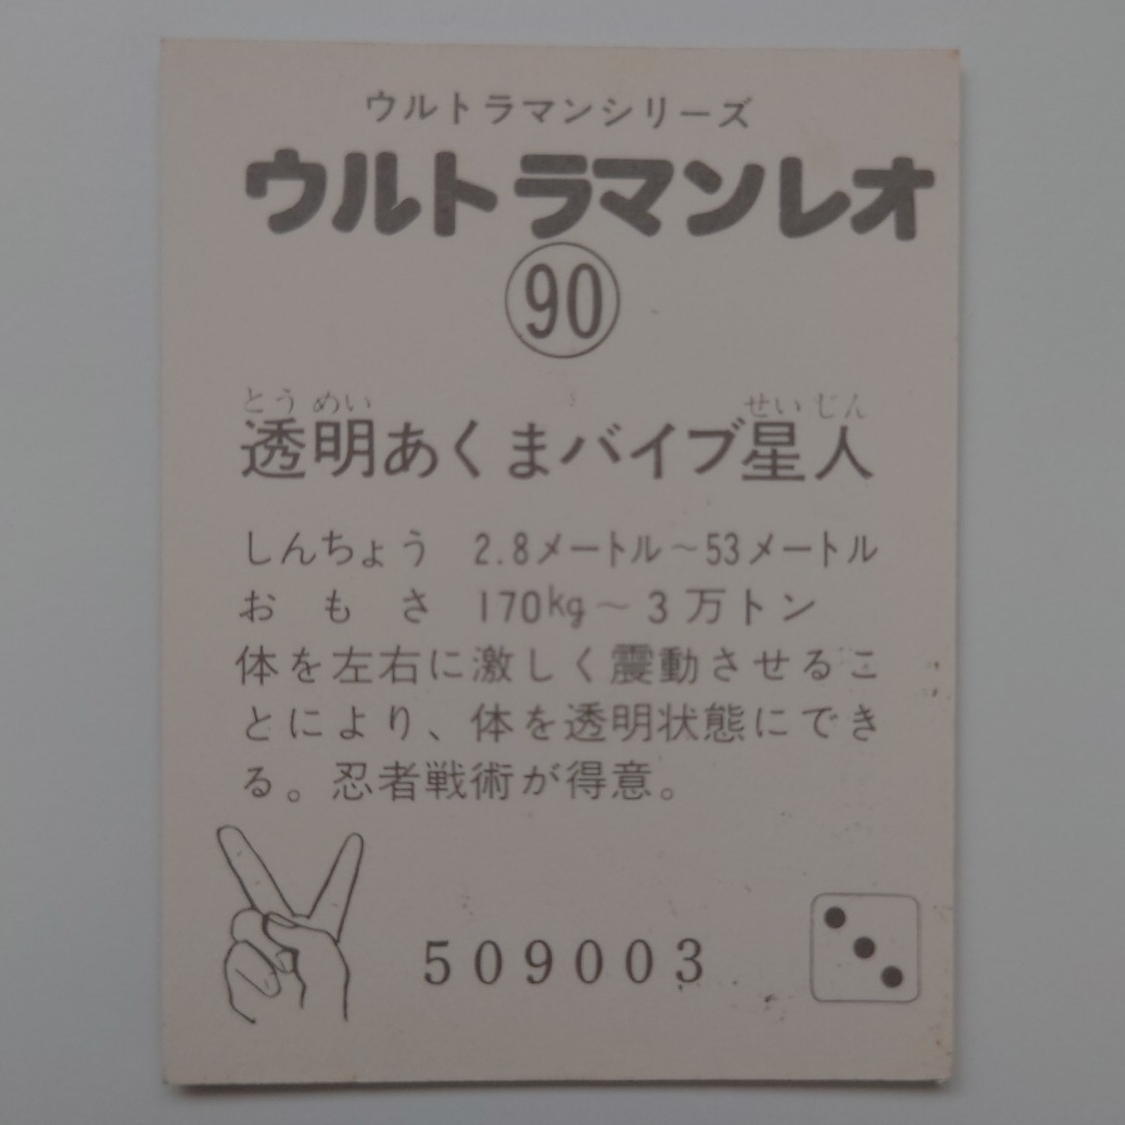 ウルトラマンシリーズ
ウルトラマンレオ
90
とうめい せいじん
透明あくまバイブ星人
しんちょう 2.8メートル～53メートル
おもさ 170kg～3万トン
体を左右に激しく震動させるこ
とにより、体を透明状態にでき
る。忍者戦術が得意。
509003